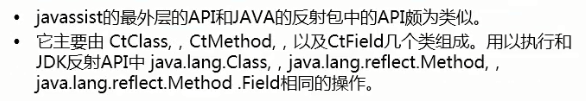 • javassist的最外层的API和JAVA的反射包中的API颇为类似。
• 它主要由 CtClass, , CtMethod, , 以及CtField几个类组成。用以执行和
JDK反射API中 java.lang.Class, , java.lang.reflect.Method, ,
java.lang.reflect.Method .Field相同的操作。